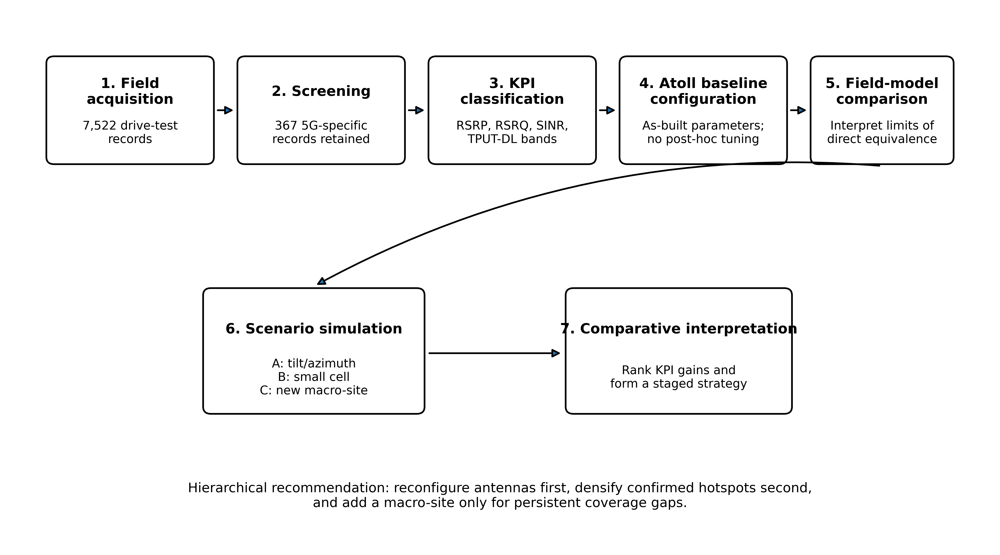 1. Field
acquisition
7,522 drive-test
records
2. Screening
367 5G-specific
records retained
3. KPI
classification
RSRP, RSRQ, SINR,
TPUT-DL bands
4. Atoll baseline
configuration
As-built parameters;
no post-hoc tuning
5. Field-model
comparison
Interpret limits of
direct equivalence
6. Scenario simulation
A: tilt/azimuth
B: small cell
C: new macro-site
7. Comparative interpretation
Rank KPI gains and
form a staged strategy
Hierarchical recommendation: reconfigure antennas first, densify confirmed hotspots second,
and add a macro-site only for persistent coverage gaps.